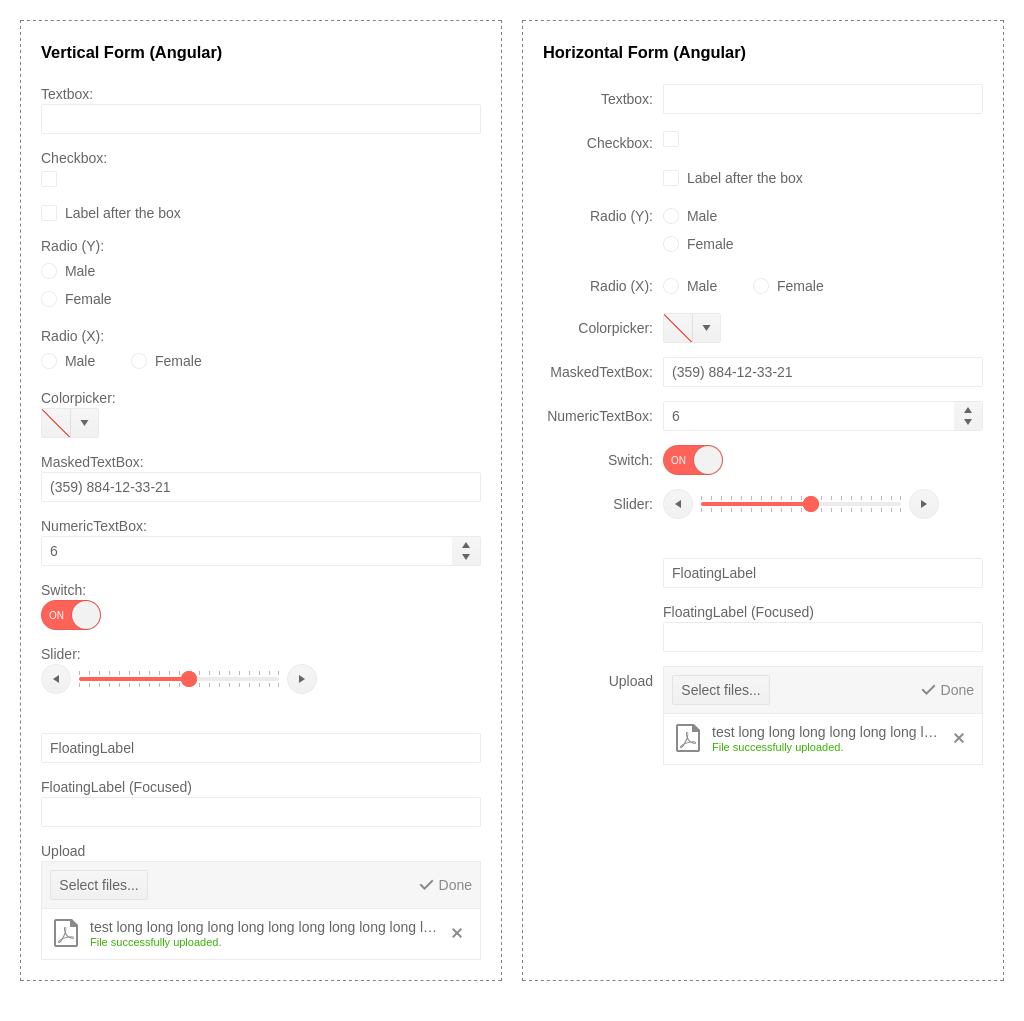 Vertical Form (Angular)
Textbox:
Checkbox:
Label after the box
Radio (Y):
Male
Female
Radio (X):
Male Female
Colorpicker:
MaskedTextBox:
(359) 884-12-33-21
NumericTextBox:
6
Switch:
ON
Slider:
FloatingLabel
FloatingLabel (Focused)
Upload
Select files... Done
test long long long long long long long long long long l...
File successfully uploaded.
Horizontal Form (Angular)
Textbox:
Checkbox:
Label after the box
Radio (Y): Male
Female
Radio (X): Male Female
Colorpicker:
MaskedTextBox: (359) 884-12-33-21
NumericTextBox: 6
Switch: ON
Slider:
FloatingLabel
FloatingLabel (Focused)
Upload Select files... Done
test long long long long long long l...
File successfully uploaded.